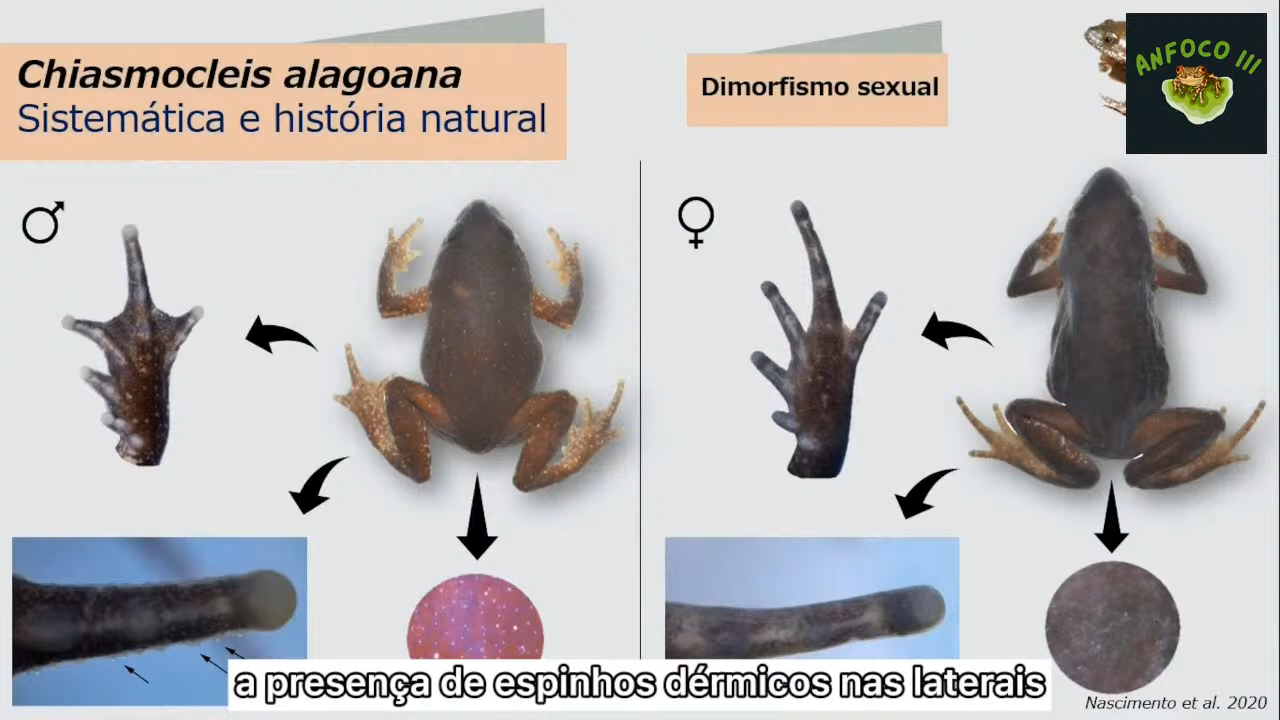 Chiasmocleis alagoana
Sistemática e história natural
Dimorfismo sexual
ANFOCO III
♂
♀
a presença de espinhos dérmicos nas laterais
Nascimento et al. 2020